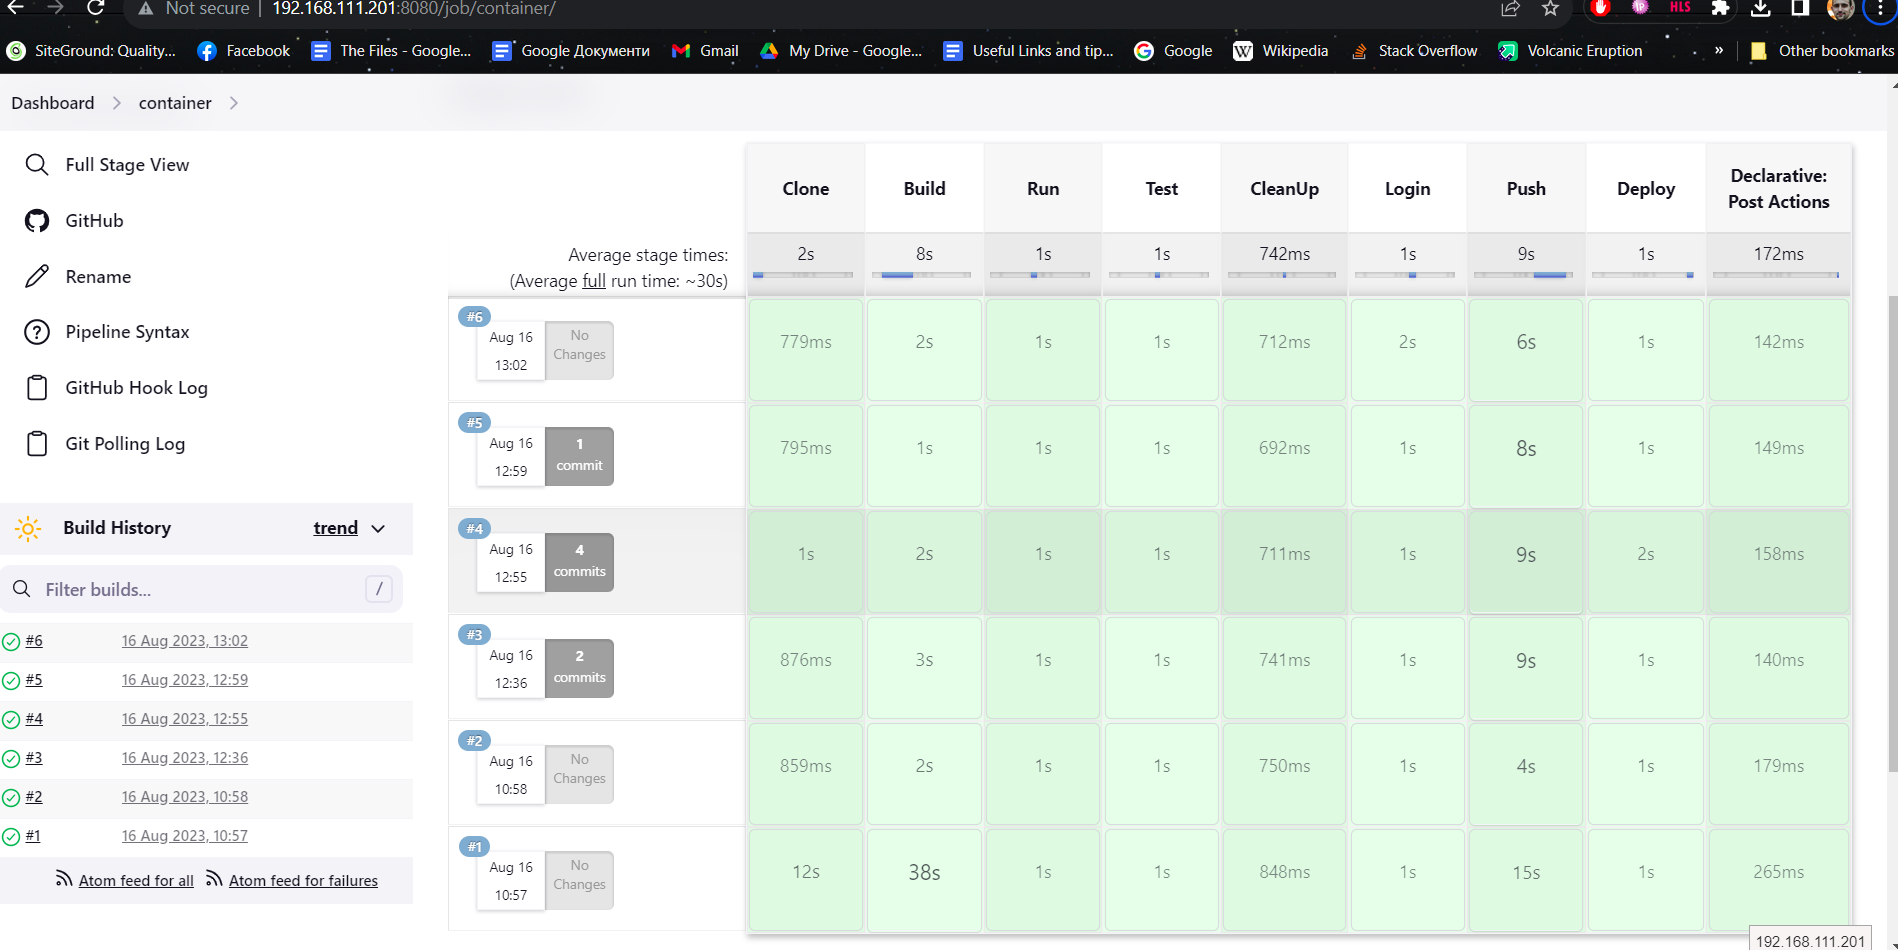 Not secure | 192.168.111.201:8080/job/container/
HLS
SiteGround: Quality... Facebook The Files - Google... Google Документи Gmail My Drive - Google... Useful Links and tip... Google Wikipedia Stack Overflow Volcanic Eruption » Other bookmarks
Dashboard container
Full Stage View
GitHub
Rename
Pipeline Syntax
GitHub Hook Log
Git Polling Log
Build History trend
Filter builds... /
#6 16 Aug 2023, 13:02
#5 16 Aug 2023, 12:59
#4 16 Aug 2023, 12:55
#3 16 Aug 2023, 12:36
#2 16 Aug 2023, 10:58
#1 16 Aug 2023, 10:57
Atom feed for all Atom feed for failures
Clone Build Run Test CleanUp Login Push Deploy Declarative:
Post Actions
Average stage times:
(Average full run time: ~30s)
2s 8s 1s 1s 742ms 1s 9s 1s 172ms
#6
Aug 16
13:02
No
Changes
779ms 2s 1s 1s 712ms 2s 6s 1s 142ms
#5
Aug 16
12:59
1
commit
795ms 1s 1s 1s 692ms 1s 8s 1s 149ms
#4
Aug 16
12:55
4
commits
1s 2s 1s 1s 711ms 1s 9s 2s 158ms
#3
Aug 16
12:36
2
commits
876ms 3s 1s 1s 741ms 1s 9s 1s 140ms
#2
Aug 16
10:58
No
Changes
859ms 2s 1s 1s 750ms 1s 4s 1s 179ms
#1
Aug 16
10:57
No
Changes
12s 38s 1s 1s 848ms 1s 15s 1s 265ms
192.168.111.201